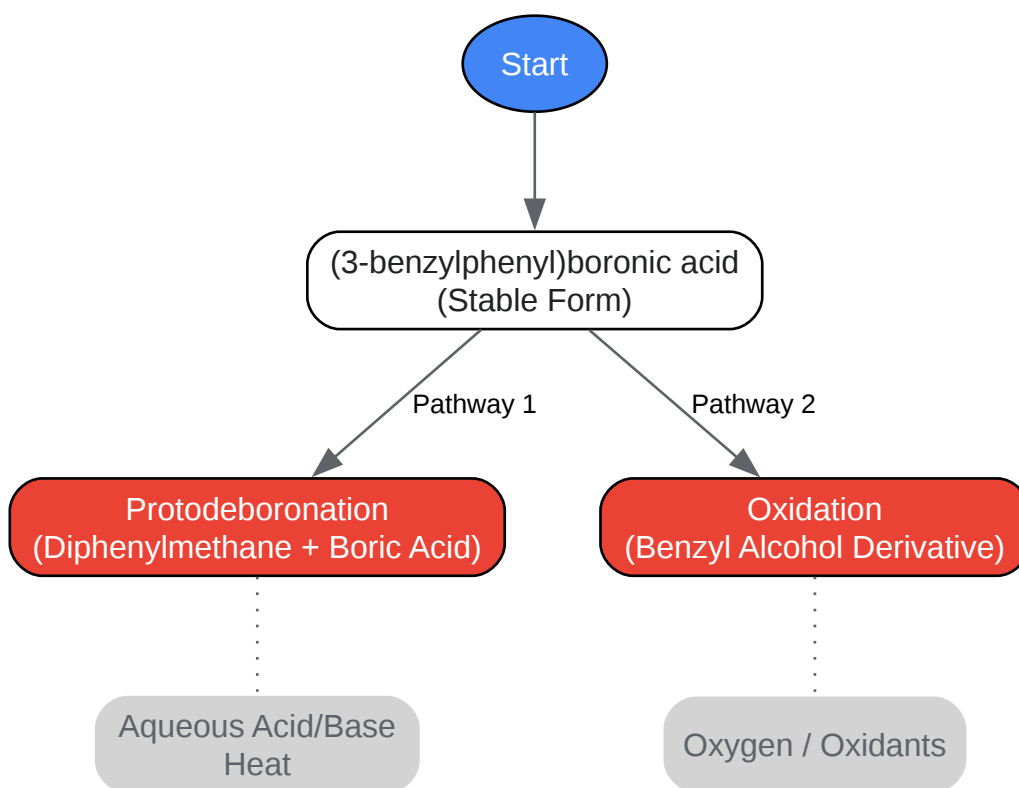 Start
(3-benzylphenyl)boronic acid
(Stable Form)
Pathway 1
Pathway 2
Protodeboronation
(Diphenylmethane + Boric Acid)
Oxidation
(Benzyl Alcohol Derivative)
Aqueous Acid/Base
Heat
Oxygen / Oxidants